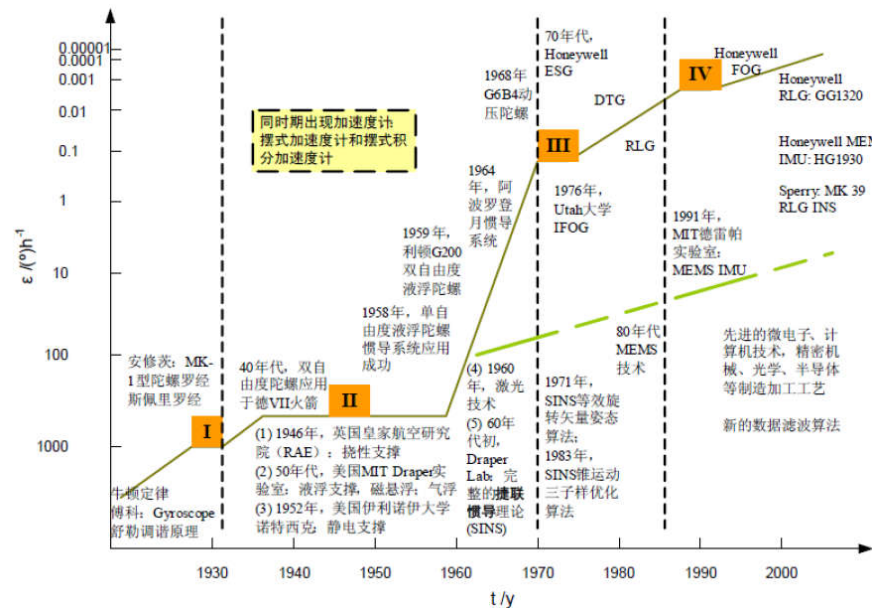 0.00001
0.0001
0.001
0.01
0.1
1
10
100
1000
ε /(°)h⁻¹
同时期出现加速度计:
摆式加速度计和摆式积
分加速度计
安修茨：MK-
1型陀螺罗经
斯佩里罗经
I
牛顿定律
傅科：Gyroscope
舒勒调谐原理
40年代，双自
由度陀螺应用
于德VII火箭
II
(1) 1946年，英国皇家航空研究
院（RAE）：挠性支撑
(2) 50年代，美国MIT Draper实
验室：液浮支撑，磁悬浮；气浮
(3) 1952年，美国伊利诺伊大学
诺特西克；静电支撑
1958年，单自
由度液浮陀螺
惯导系统应用
成功
1959年，
利顿G200
双自由度
液浮陀螺
1964
年，阿
波罗登
月惯导
系统
1968年
G6B4动
压陀螺
(4) 1960
年，激光
技术
(5) 60年
代初，
Draper
Lab：完
整的捷联
惯导理论
(SINS)
70年代，
Honeywell
ESG
DTG
III
RLG
1976年，
Utah大学
IFOG
80年代
MEMS
技术
1971年，
SINS等效旋
转矢量姿态
算法；
1983年，
SINS锥运动
三子样优化
算法
IV
Honeywell
FOG
Honeywell
RLG: GG1320
Honeywell MEM
IMU: HG1930
Sperry: MK 39
RLG INS
1991年，
MIT德雷帕
实验室：
MEMS IMU
先进的微电子、计
算机技术，精密机
械、光学、半导体
等制造加工工艺
新的数据滤波算法
1930
1940
1950
1960
1970
1980
1990
2000
t /y